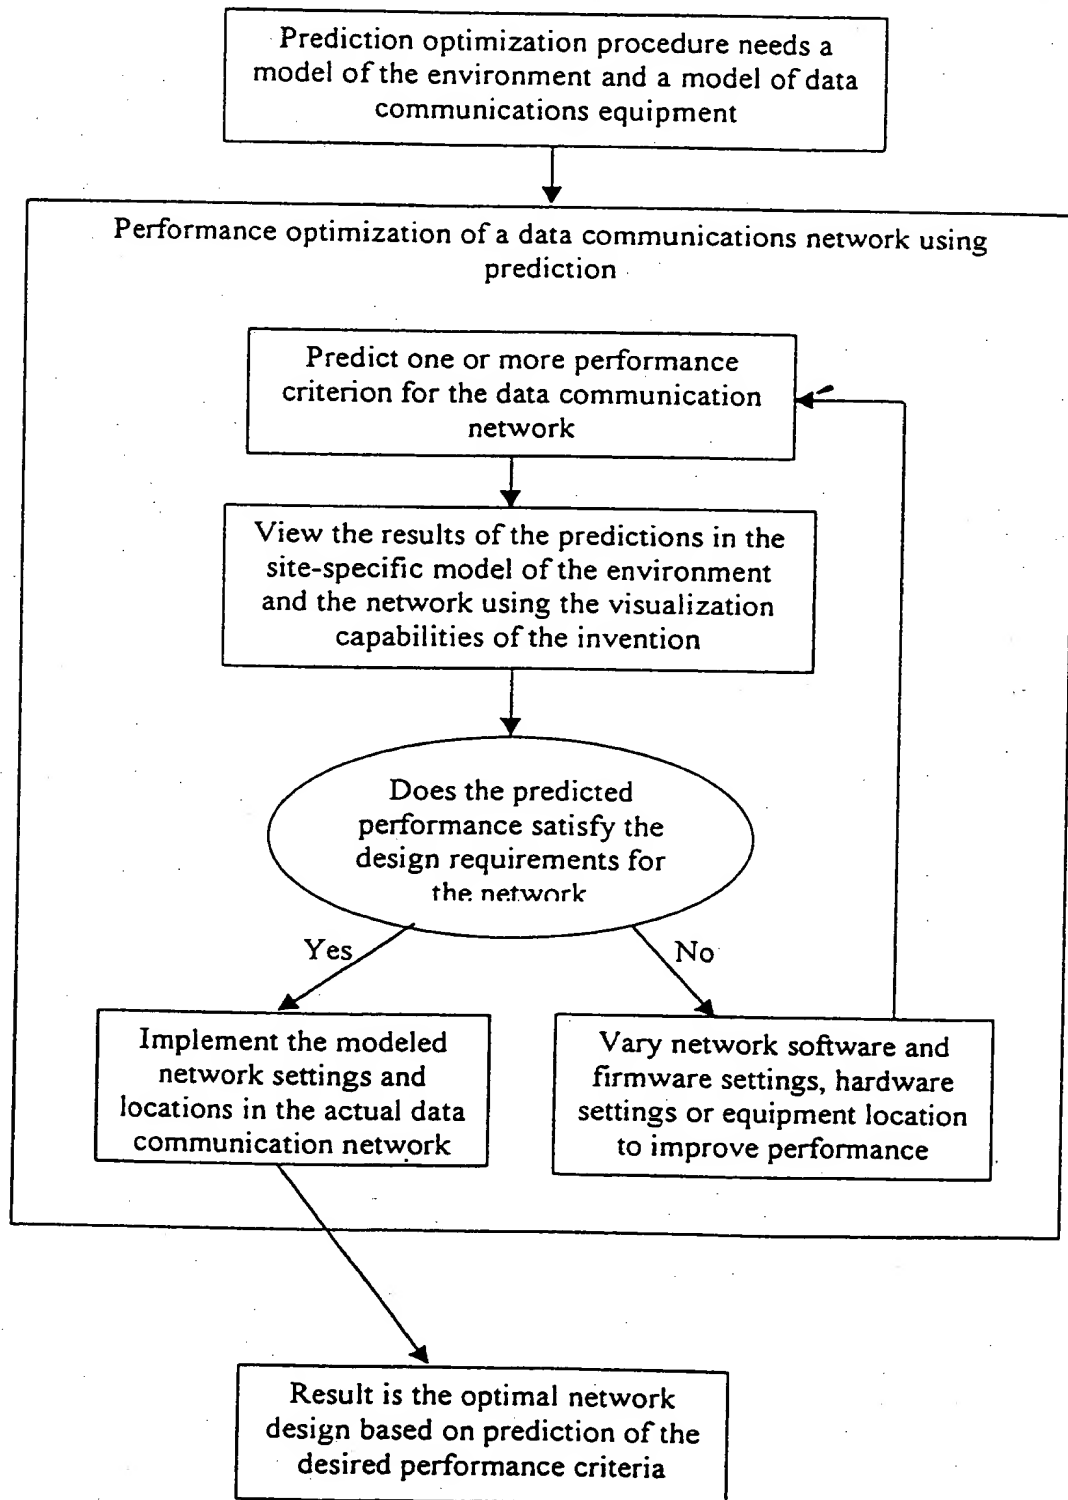 Prediction optimization procedure needs a
model of the environment and a model of data
communications equipment
Performance optimization of a data communications network using
prediction
Predict one or more performance
criterion for the data communication
network
View the results of the predictions in the
site-specific model of the environment
and the network using the visualization
capabilities of the invention
Does the predicted
performance satisfy the
design requirements for
the network
Yes
No
Implement the modeled
network settings and
locations in the actual data
communication network
Vary network software and
firmware settings, hardware
settings or equipment location
to improve performance
Result is the optimal network
design based on prediction of the
desired performance criteria